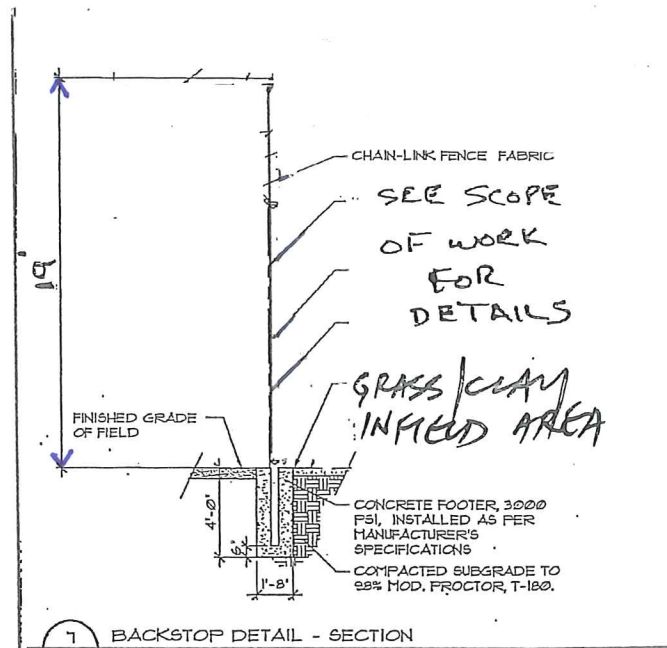 CHAIN-LINK FENCE FABRIC
SEE SCOPE
OF WORK
FOR
DETAILS
19
GRASS/CLAY
INFIELD AREA
FINISHED GRADE
OF FIELD
4'-0"
6"
1'-8"
CONCRETE FOOTER, 3000
PSI, INSTALLED AS PER
MANUFACTURER'S
SPECIFICATIONS
COMPACTED SUBGRADE TO
98% MOD. PROCTOR, T-180.
7 BACKSTOP DETAIL - SECTION